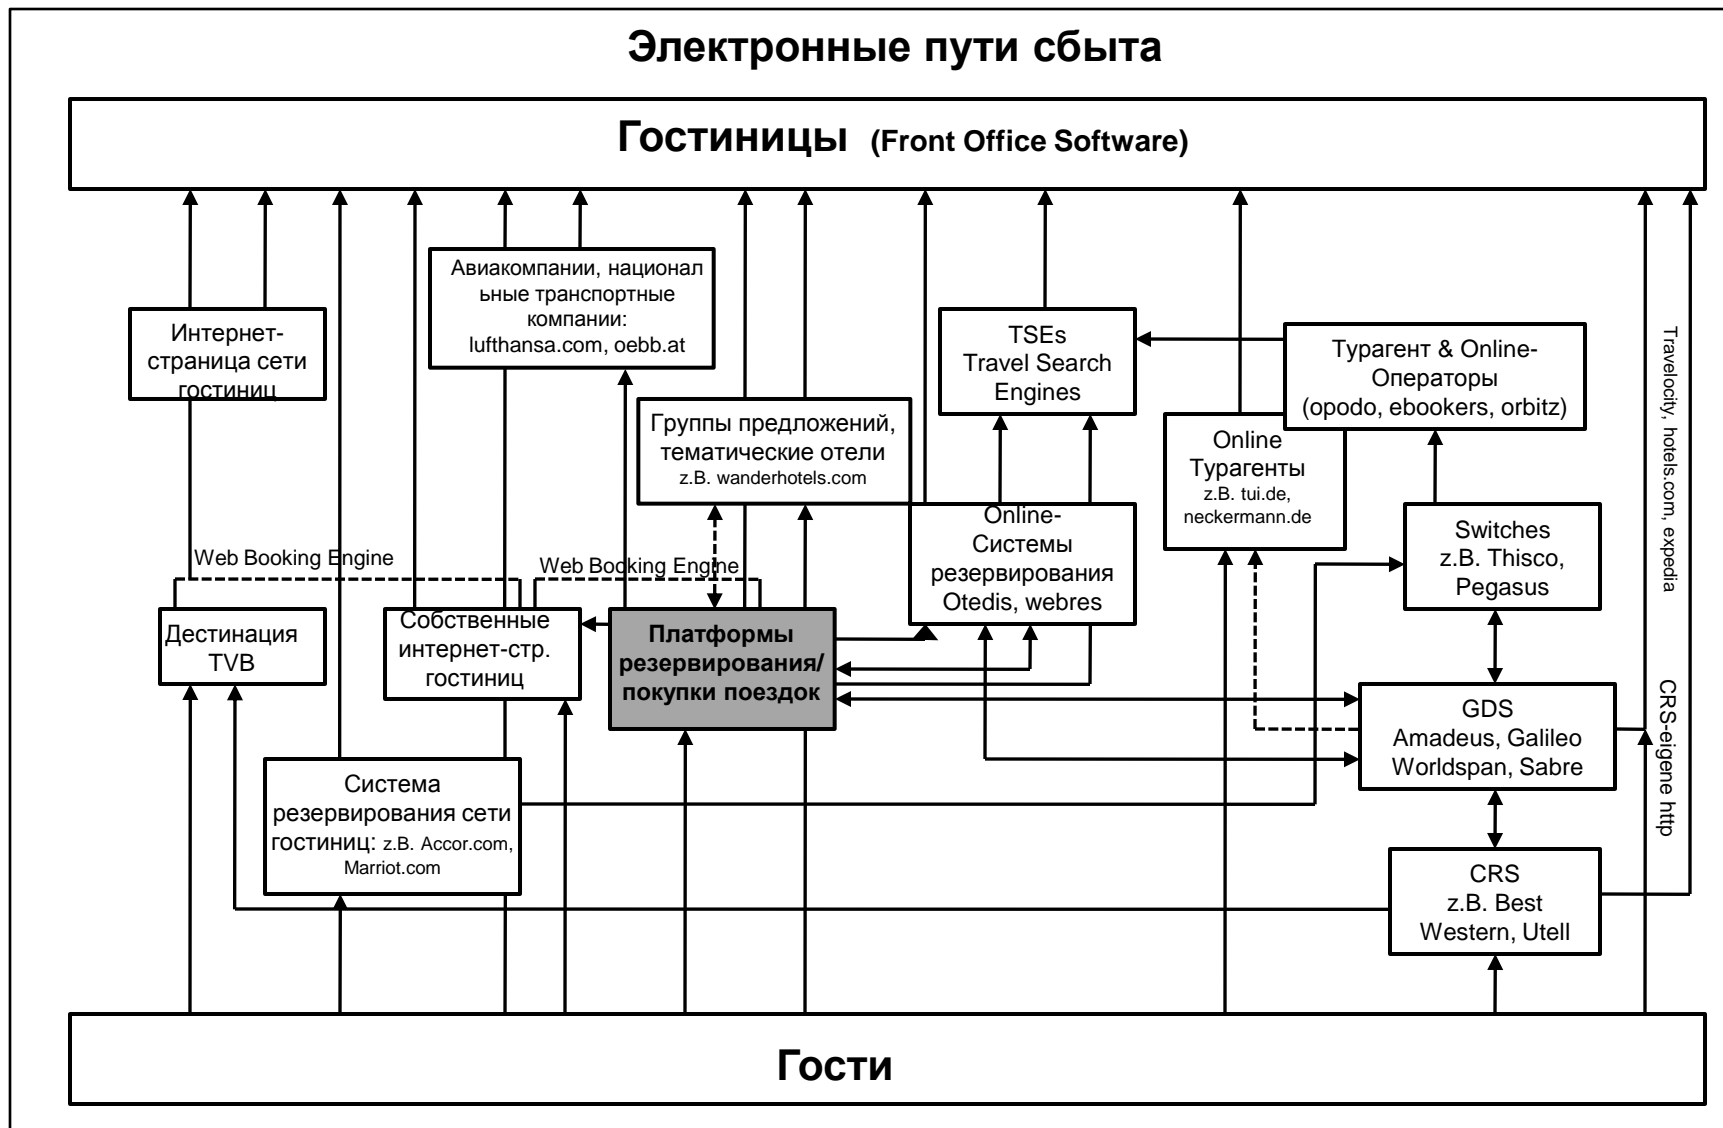 Электронные пути сбыта
Гостиницы (Front Office Software)
Авиакомпании, национал
ьные транспортные
компании:
lufthansa.com, oebb.at
Интернет-
страница сети
гостиниц
TSEs
Travel Search
Engines
Турагент & Online-
Операторы
(opodo, ebookers, orbitz)
Travelocity, hotels.com, expedia
Группы предложений,
тематические отели
z.B. wanderhotels.com
Online
Турагенты
z.B. tui.de,
neckermann.de
Online-
Системы
резервирования
Otedis, webres
Switches
z.B. Thisco,
Pegasus
Web Booking Engine
Web Booking Engine
Дестинация
TVB
Собственные
интернет-стр.
гостиниц
Платформы
резервирования/
покупки поездок
GDS
Amadeus, Galileo
Worldspan, Sabre
CRS-eigene http
Система
резервирования сети
гостиниц: z.B. Accor.com,
Marriot.com
CRS
z.B. Best
Western, Utell
Гости